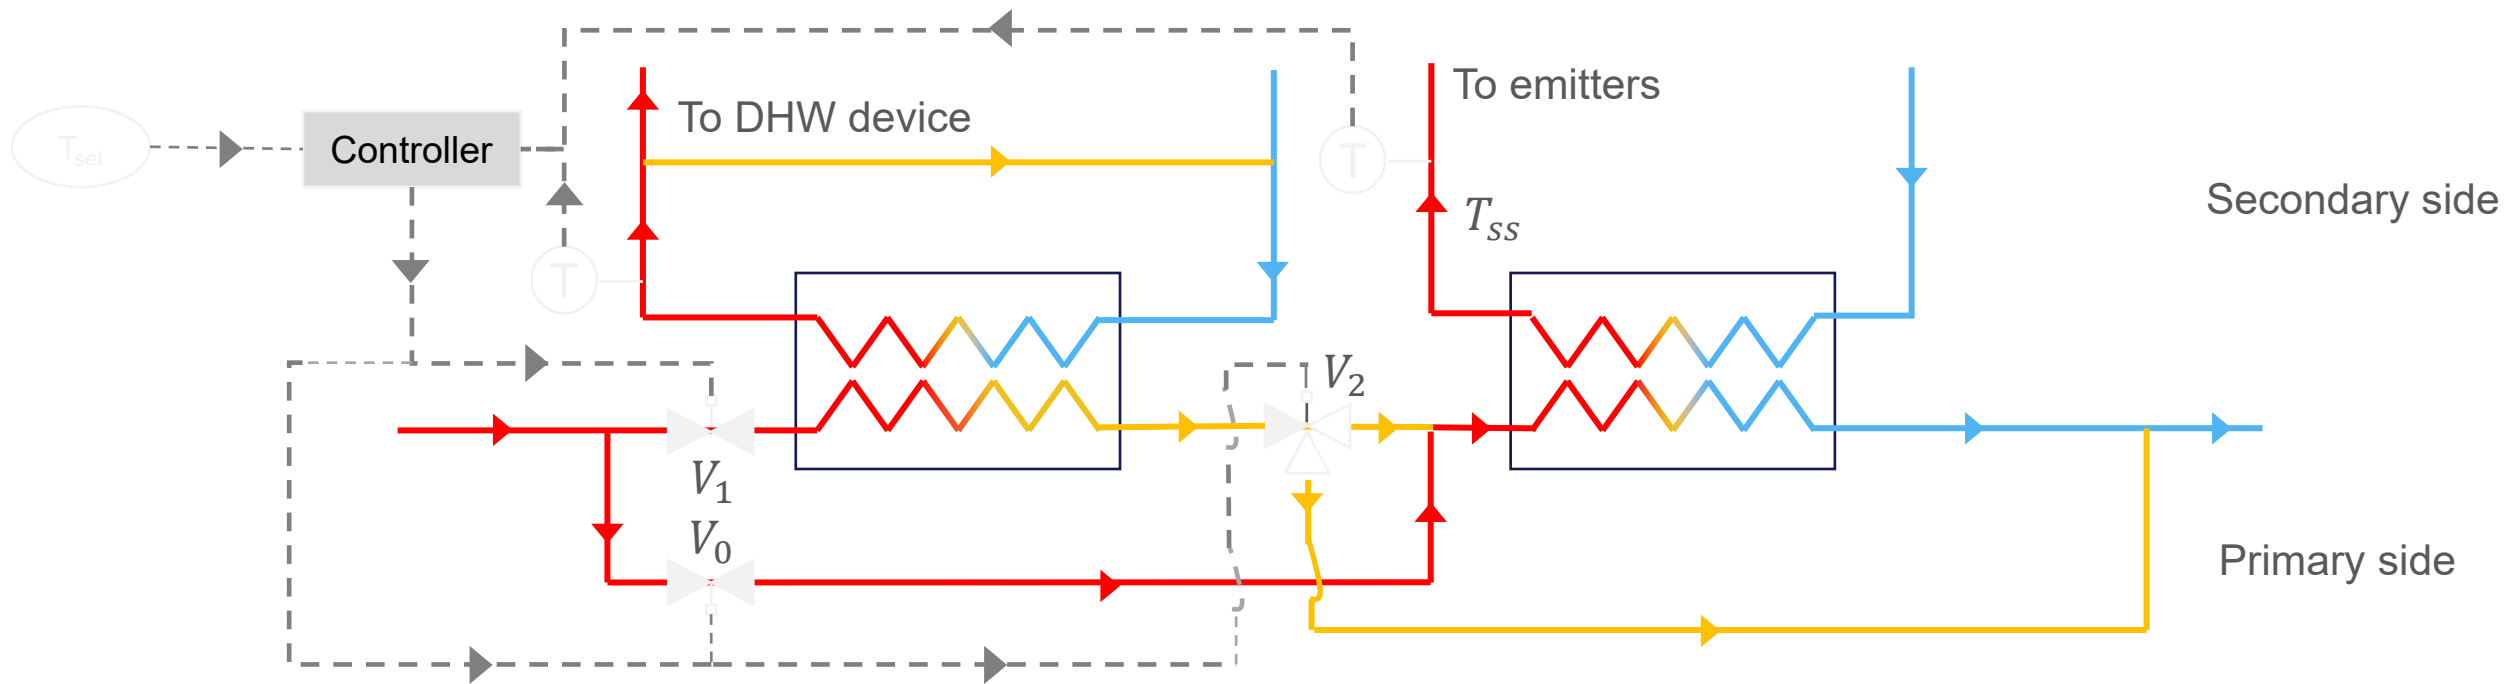 To emitters
To DHW device
T_set
Controller
T
T_ss
Secondary side
T
V_2
V_1
V_0
Primary side